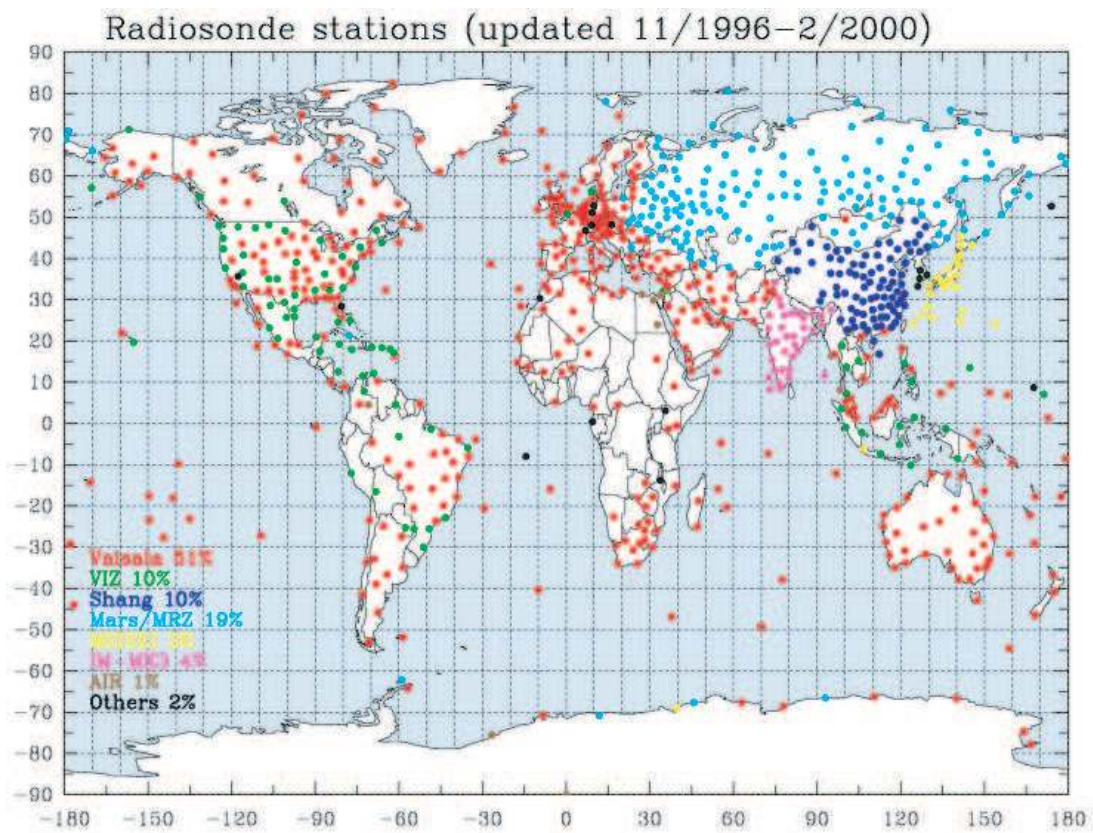 Radiosonde stations (updated 11/1996-2/2000)
90
80
70
60
50
40
30
20
10
0
-10
-20
-30
-40
-50
-60
-70
-80
-90
Vaisala 51%
VIZ 10%
Shang 10%
Mars/MRZ 19%
AIR 1%
Others 2%
-180 -150 -120 -90 -60 -30 0 30 60 90 120 150 180